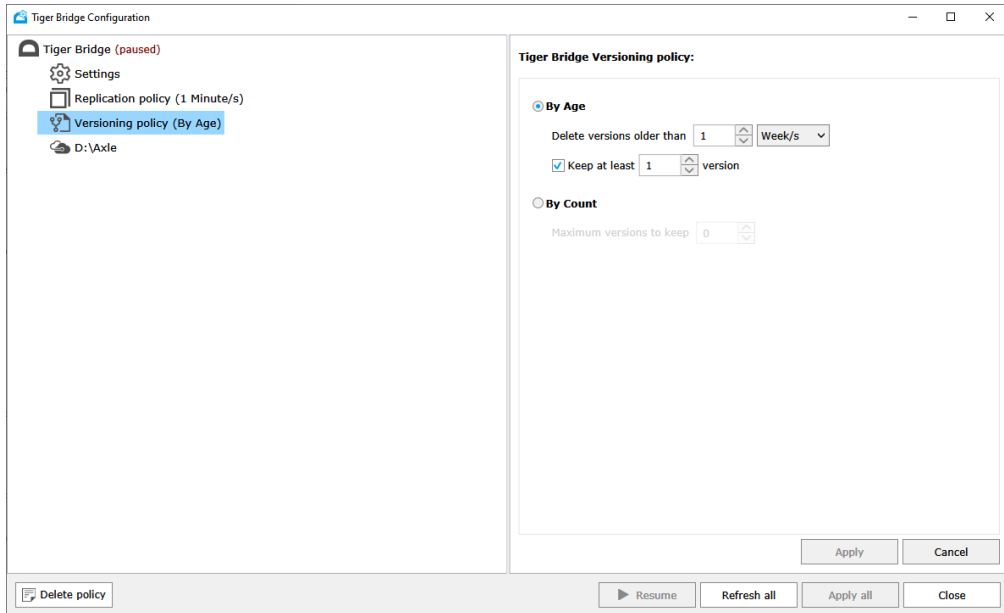 Tiger Bridge Configuration
Tiger Bridge (paused)
Settings
Replication policy (1 Minute/s)
Versioning policy (By Age)
D:\Axle
Tiger Bridge Versioning policy:
By Age
Delete versions older than 1 Week/s
Keep at least 1 version
By Count
Maximum versions to keep 0
Apply Cancel
Delete policy Resume Refresh all Apply all Close